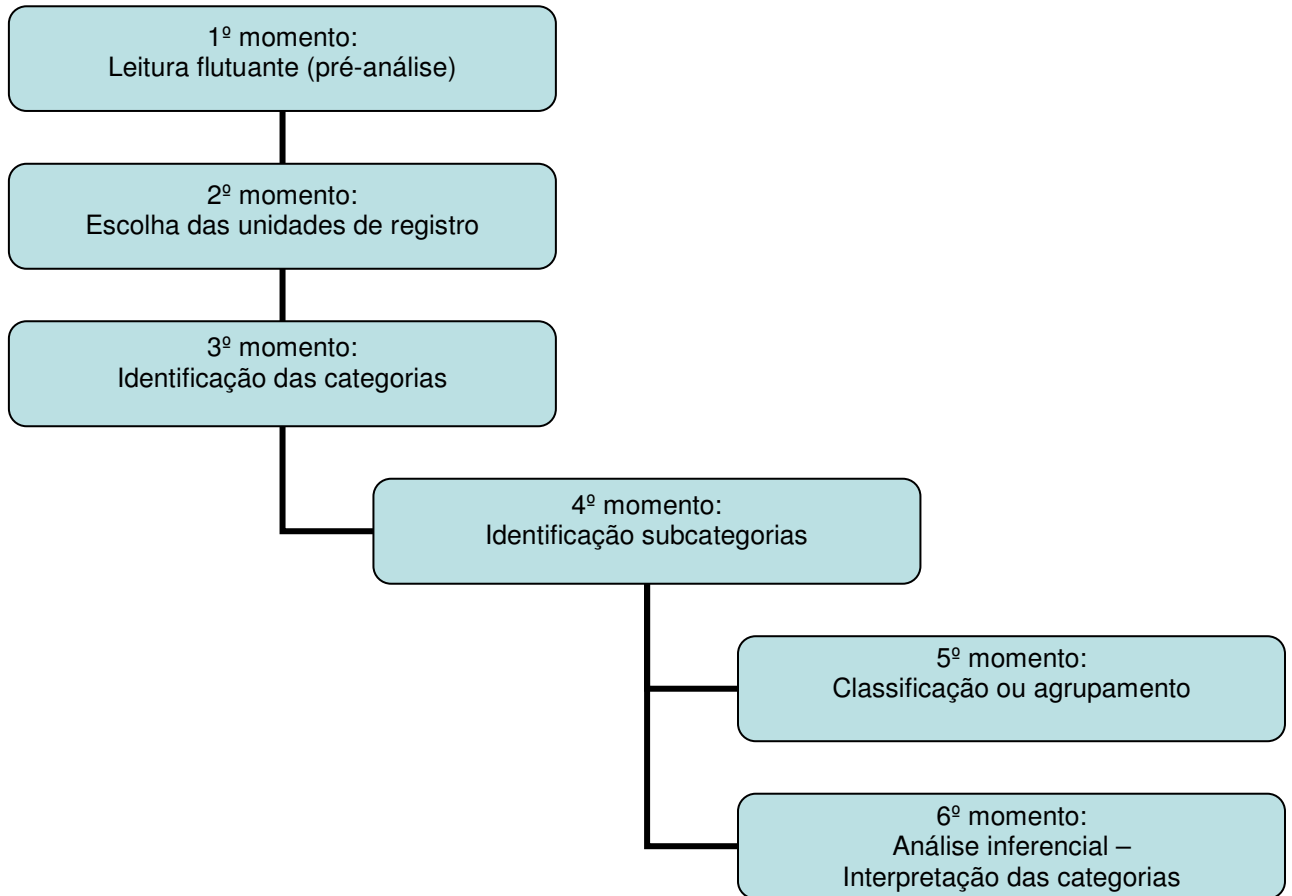 1º momento:
Leitura flutuante (pré-análise)
2º momento:
Escolha das unidades de registro
3º momento:
Identificação das categorias
4º momento:
Identificação subcategorias
5º momento:
Classificação ou agrupamento
6º momento:
Análise inferencial –
Interpretação das categorias